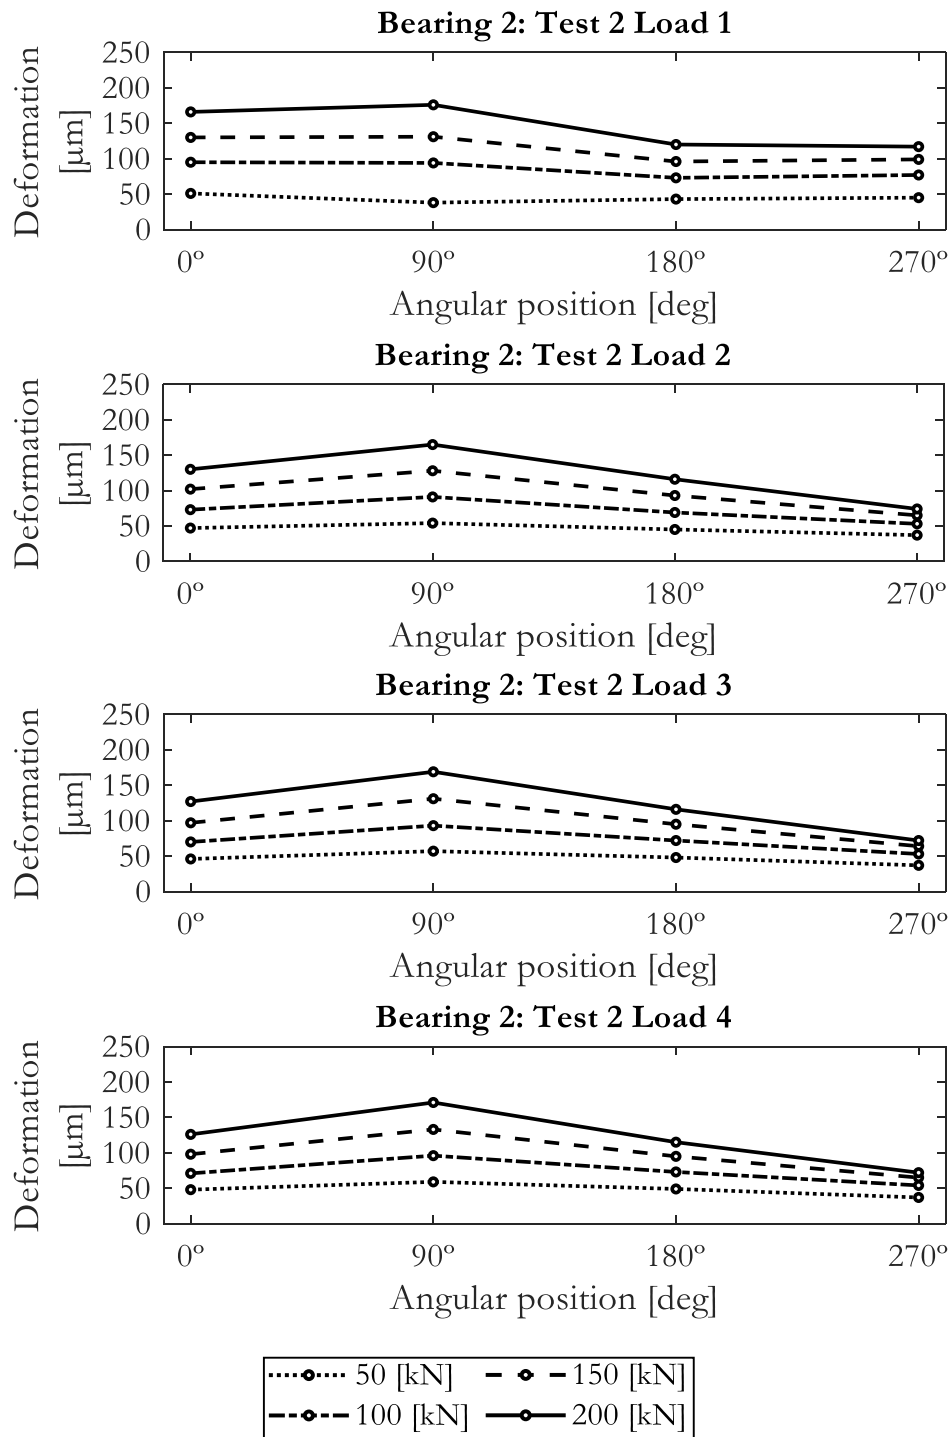 Bearing 2: Test 2 Load 1
Deformation
[µm]
250
200
150
100
50
0
0º 90º 180º 270º
Angular position [deg]
Bearing 2: Test 2 Load 2
Deformation
[µm]
250
200
150
100
50
0
0º 90º 180º 270º
Angular position [deg]
Bearing 2: Test 2 Load 3
Deformation
[µm]
250
200
150
100
50
0
0º 90º 180º 270º
Angular position [deg]
Bearing 2: Test 2 Load 4
Deformation
[µm]
250
200
150
100
50
0
0º 90º 180º 270º
Angular position [deg]
50 [kN] 150 [kN]
100 [kN] 200 [kN]